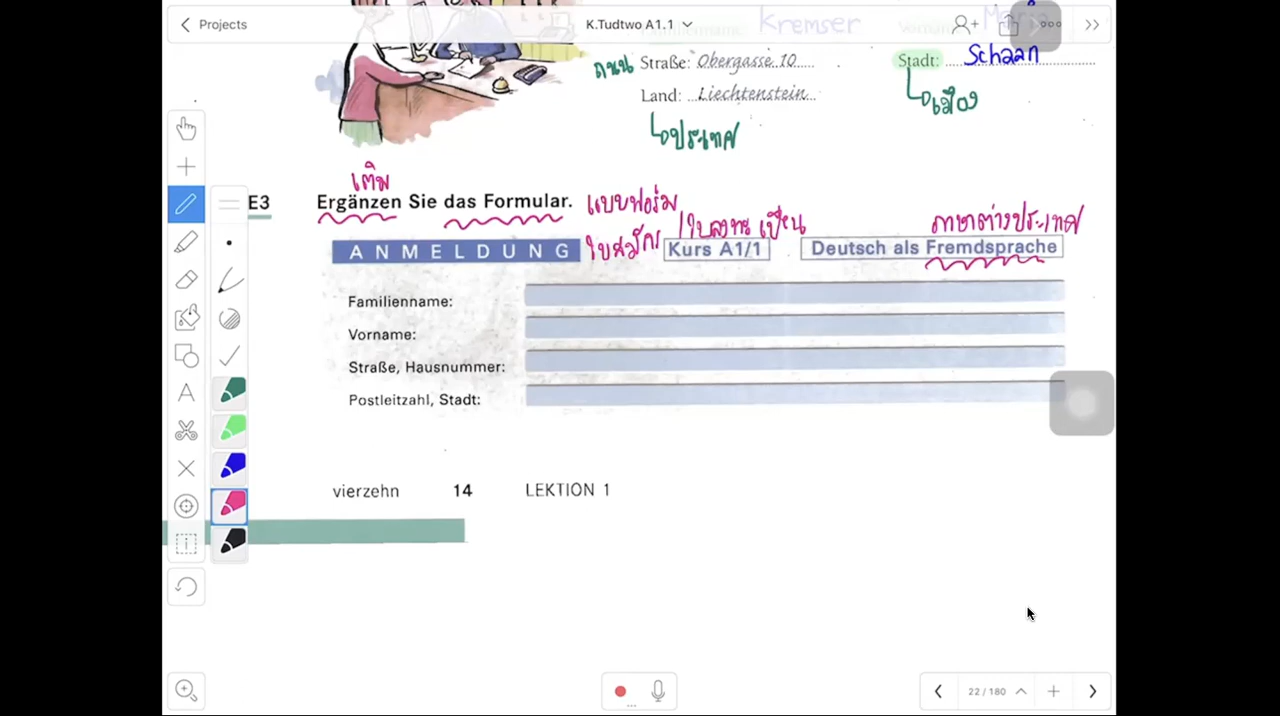 Projects
K.Tudtwo A1.1
Kremser
ถนน Straße: Obergasse 10 Stadt: Schaan
Land: Liechtenstein
เมือง
ประเทศ
เติม
E3 Ergänzen Sie das Formular. แบบฟอร์ม
ใบสมัคร /ใบลงทะเบียน ภาษาต่างประเทศ
ANMELDUNG Kurs A1/1 Deutsch als Fremdsprache
Familienname:
Vorname:
Straße, Hausnummer:
Postleitzahl, Stadt:
vierzehn 14 LEKTION 1
22 / 180